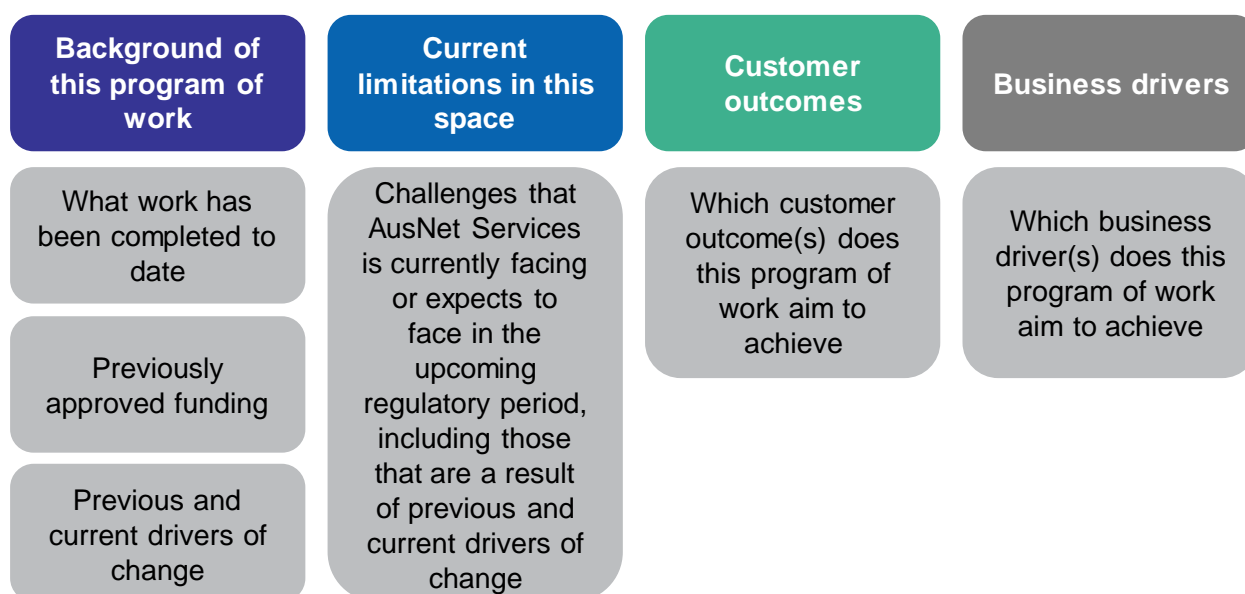 Background of
this program of
work
What work has
been completed to
date
Previously
approved funding
Previous and
current drivers of
change
Current
limitations in this
space
Challenges that
AusNet Services
is currently facing
or expects to
face in the
upcoming
regulatory period,
including those
that are a result
of previous and
current drivers of
change
Customer
outcomes
Which customer
outcome(s) does
this program of
work aim to
achieve
Business drivers
Which business
driver(s) does this
program of work
aim to achieve